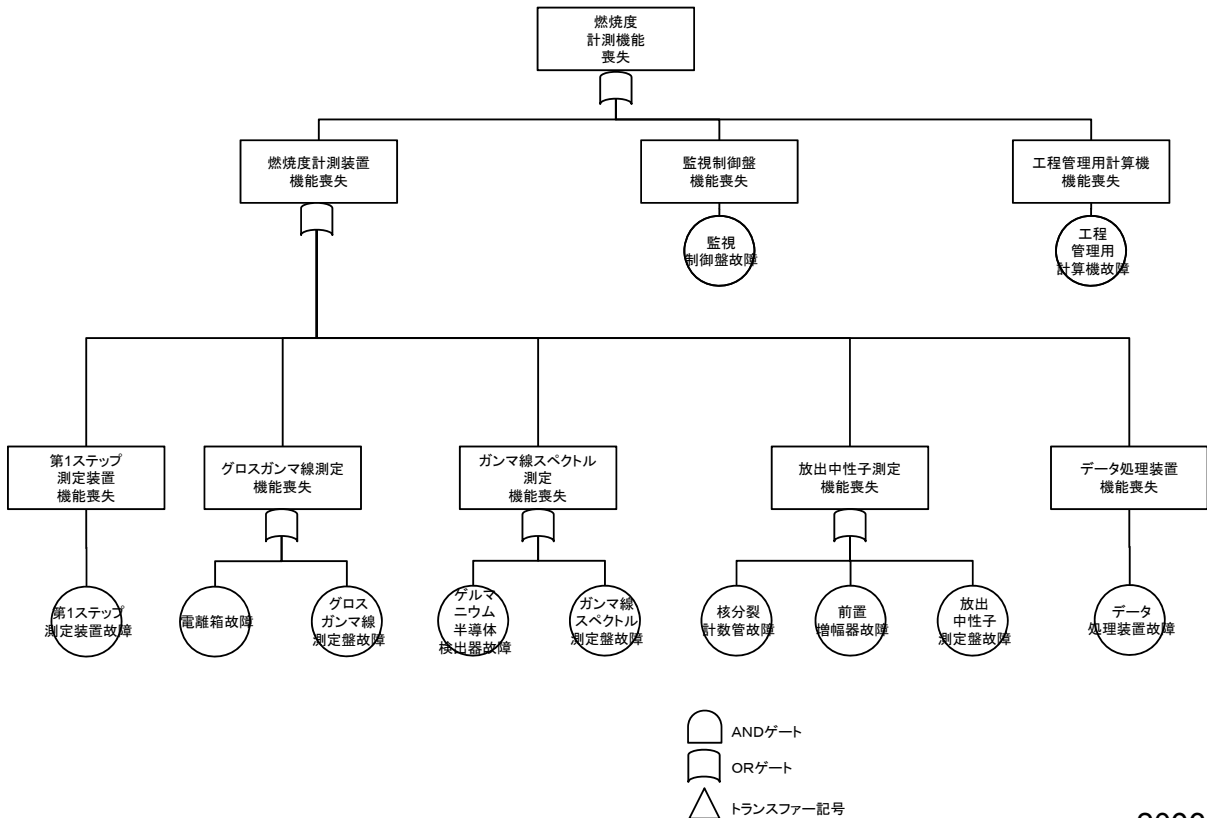 燃焼度
計測機能
喪失
燃焼度計測装置
機能喪失
監視制御盤
機能喪失
工程管理用計算機
機能喪失
監視
制御盤故障
工程
管理用
計算機故障
第1ステップ
測定装置
機能喪失
グロスガンマ線測定
機能喪失
ガンマ線スペクトル
測定
機能喪失
放出中性子測定
機能喪失
データ処理装置
機能喪失
第1ステップ
測定装置故障
電離箱故障
グロス
ガンマ線
測定盤故障
ゲルマ
ニウム
半導体
検出器故障
ガンマ線
スペクトル
測定盤故障
核分裂
計数管故障
前置
増幅器故障
放出
中性子
測定盤故障
データ
処理装置故障
ANDゲート
ORゲート
トランスファー記号